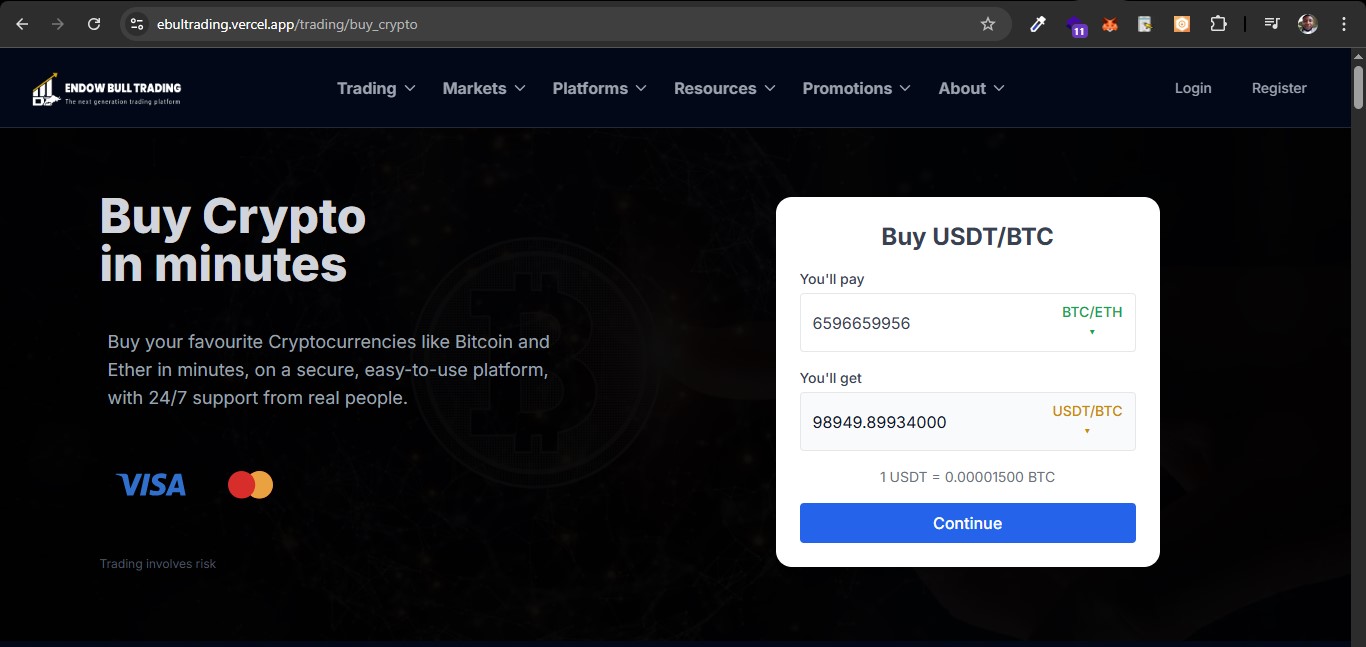 ebultrading.vercel.app/trading/buy_crypto
11
ENDOW BULL TRADING
The next generation trading platform
Trading
Markets
Platforms
Resources
Promotions
About
Login
Register
Buy Crypto
in minutes
Buy your favourite Cryptocurrencies like Bitcoin and
Ether in minutes, on a secure, easy-to-use platform,
with 24/7 support from real people.
VISA
Trading involves risk
Buy USDT/BTC
You'll pay
6596659956
BTC/ETH
You'll get
98949.89934000
USDT/BTC
1 USDT = 0.00001500 BTC
Continue